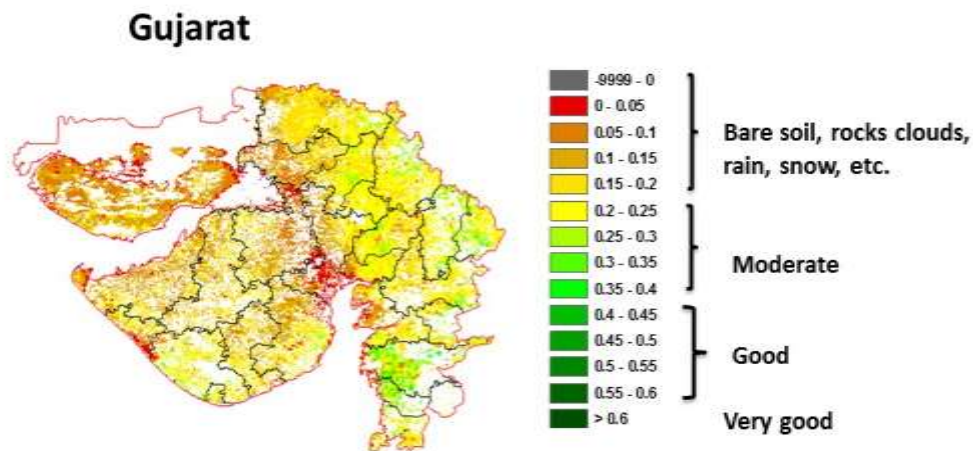 Gujarat
-9999 - 0
0 - 0.05
0.05 - 0.1
0.1 - 0.15
0.15 - 0.2
0.2 - 0.25
0.25 - 0.3
0.3 - 0.35
0.35 - 0.4
0.4 - 0.45
0.45 - 0.5
0.5 - 0.55
0.55 - 0.6
> 0.6
Bare soil, rocks clouds,
rain, snow, etc.
Moderate
Good
Very good